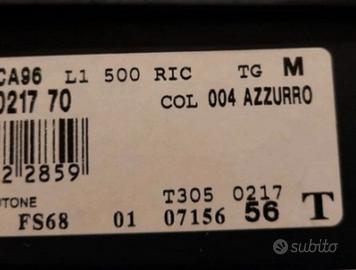 CA96 L1 500 RIC TG M
0217 70 COL 004 AZZURRO
2 2859
T305 0217
UTONE
FS68 01 07156 56 T
subito